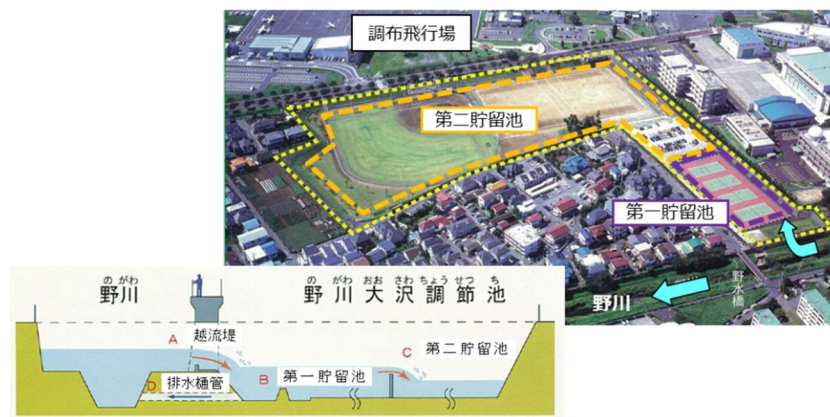 調布飛行場
第二貯留池
第一貯留池
野水橋
野川
の がわ
野川
の がわ おお さわ ちょう せつ ち
野川大沢調節池
A
越流堤
C
第二貯留池
B
第一貯留池
D
排水樋管